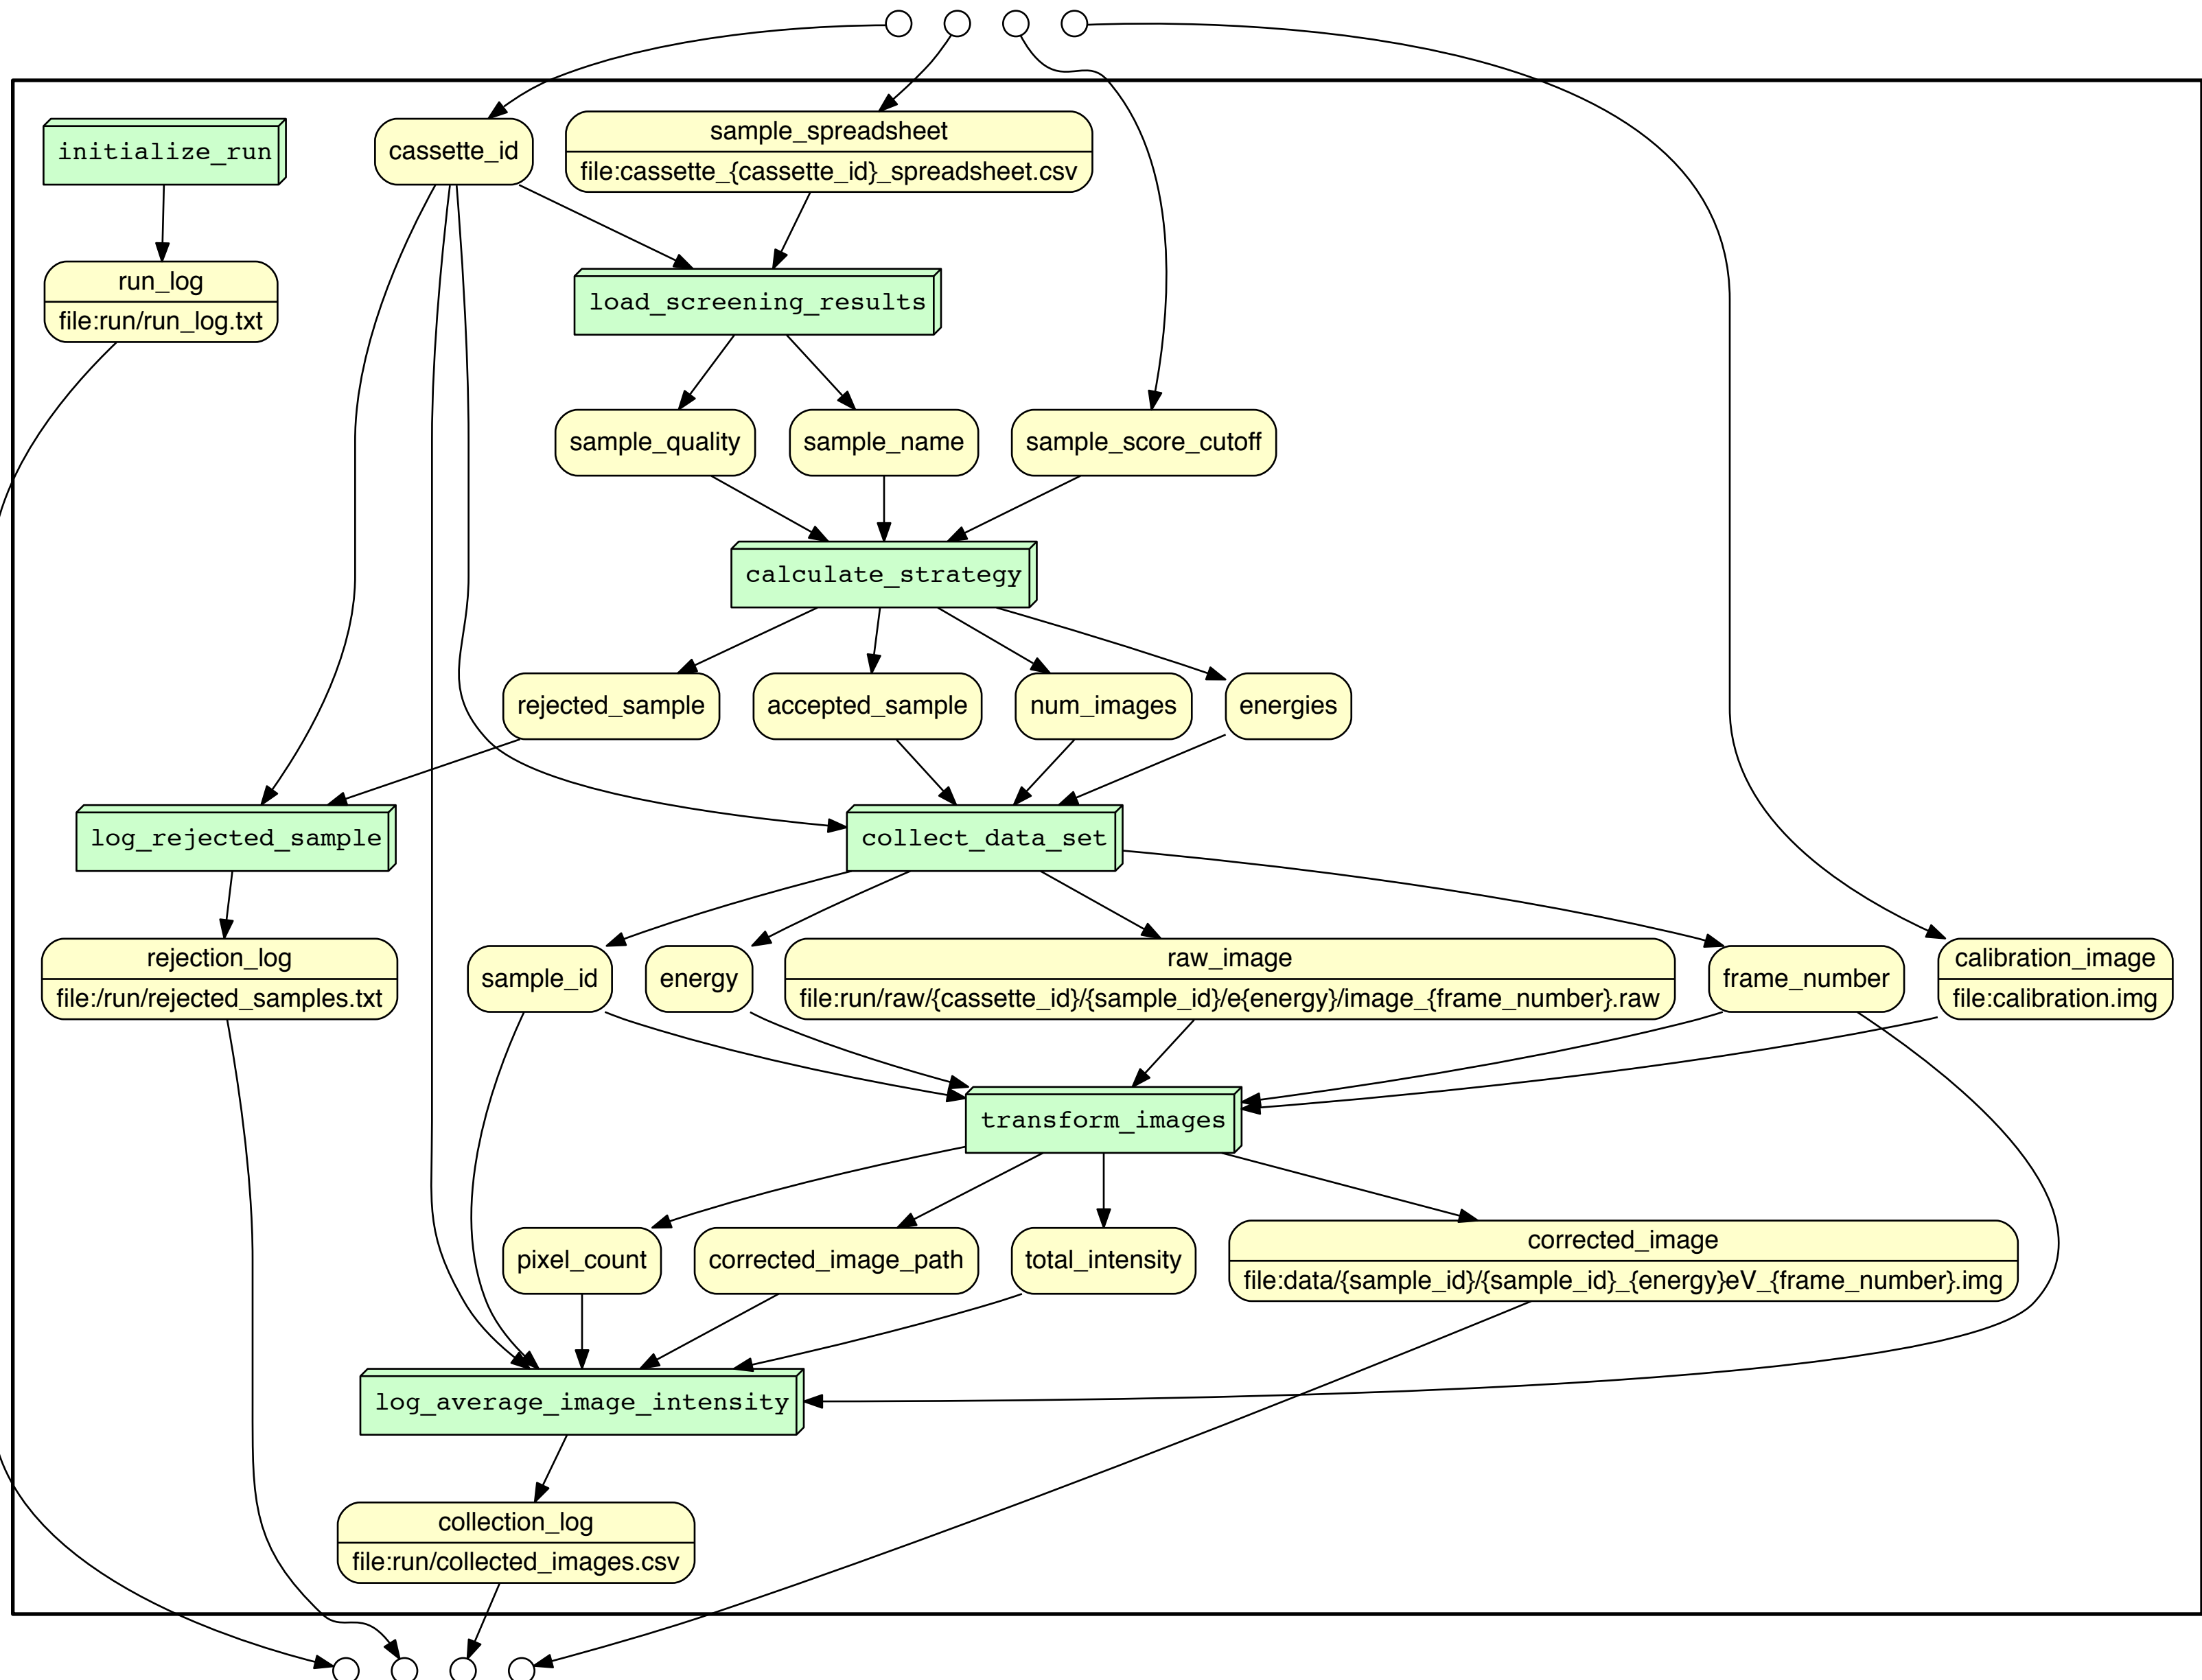 initialize_run
cassette_id
sample_spreadsheet
file:cassette_{cassette_id}_spreadsheet.csv
run_log
file:run/run_log.txt
load_screening_results
sample_quality
sample_name
sample_score_cutoff
calculate_strategy
rejected_sample
accepted_sample
num_images
energies
log_rejected_sample
collect_data_set
rejection_log
file:/run/rejected_samples.txt
sample_id
energy
raw_image
file:run/raw/{cassette_id}/{sample_id}/e{energy}/image_{frame_number}.raw
frame_number
calibration_image
file:calibration.img
transform_images
pixel_count
corrected_image_path
total_intensity
corrected_image
file:data/{sample_id}/{sample_id}_{energy}eV_{frame_number}.img
log_average_image_intensity
collection_log
file:run/collected_images.csv